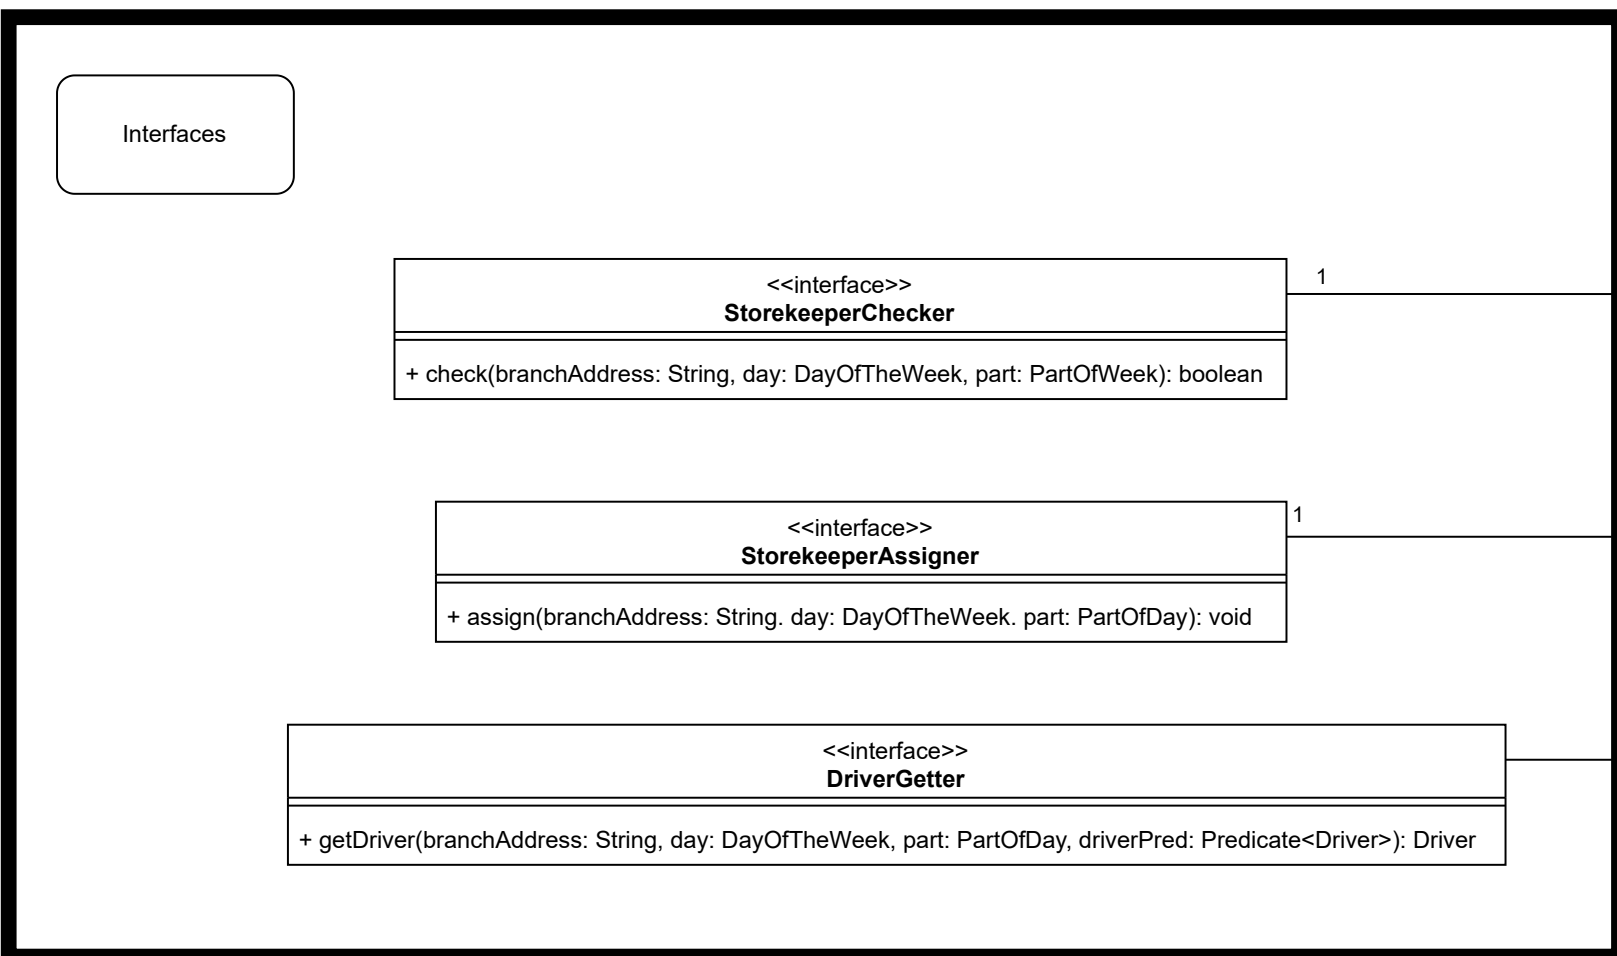 Interfaces
<<interface>>
StorekeeperChecker
1
+ check(branchAddress: String, day: DayOfTheWeek, part: PartOfWeek): boolean
<<interface>>
StorekeeperAssigner
1
+ assign(branchAddress: String. day: DayOfTheWeek. part: PartOfDay): void
<<interface>>
DriverGetter
+ getDriver(branchAddress: String, day: DayOfTheWeek, part: PartOfDay, driverPred: Predicate<Driver>): Driver